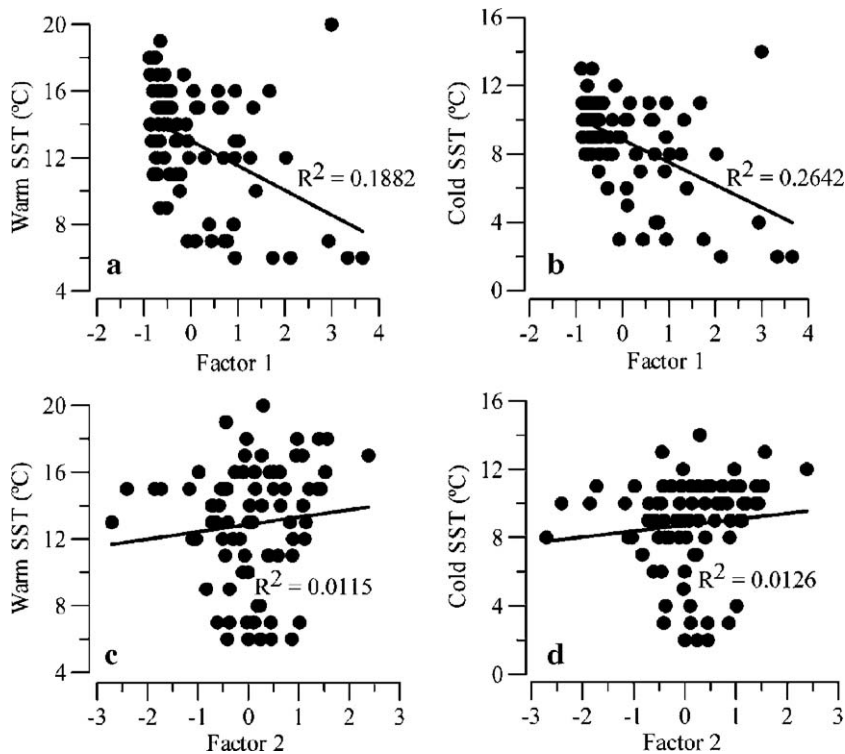 20
16
12
8
4
Warm SST (ºC)
a
R² = 0.1882
-2 -1 0 1 2 3 4
Factor 1
16
12
8
4
0
Cold SST (ºC)
b
R² = 0.2642
-2 -1 0 1 2 3 4
Factor 1
20
16
12
8
4
Warm SST (ºC)
c
R² = 0.0115
-3 -2 -1 0 1 2 3
Factor 2
16
12
8
4
0
Cold SST (ºC)
d
R² = 0.0126
-3 -2 -1 0 1 2 3
Factor 2